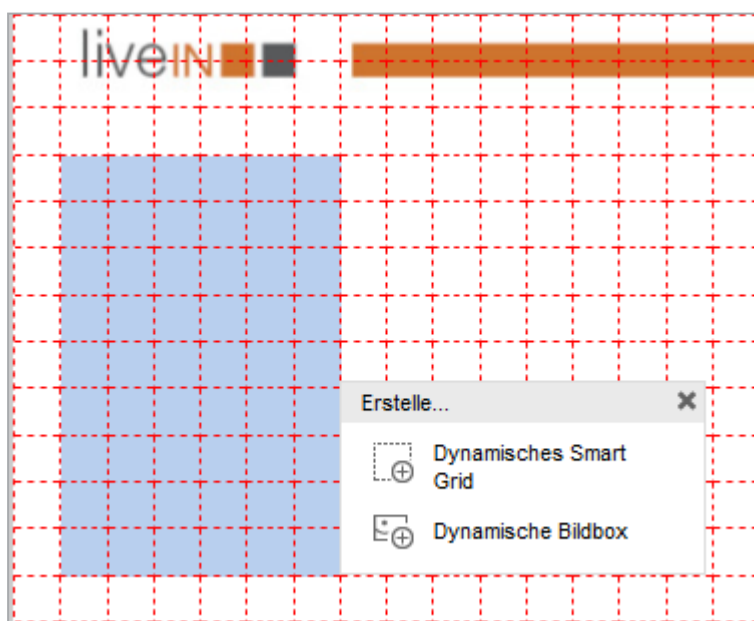 liveIN
Erstelle...
Dynamisches Smart
Grid
Dynamische Bildbox